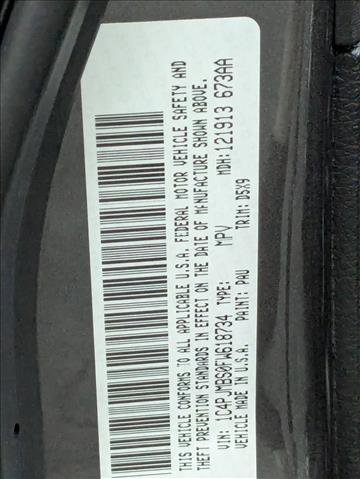 THIS VEHICLE CONFORMS TO ALL APPLICABLE U.S.A. FEDERAL MOTOR VEHICLE SAFETY AND
THEFT PREVENTION STANDARDS IN EFFECT ON THE DATE OF MANUFACTURE SHOWN ABOVE.
VIN: 1C4PJMBS0FW618734 TYPE: MPV MDH: 121913 673AA
VEHICLE MADE IN U.S.A. PAINT: PAU TRIM: D5X9